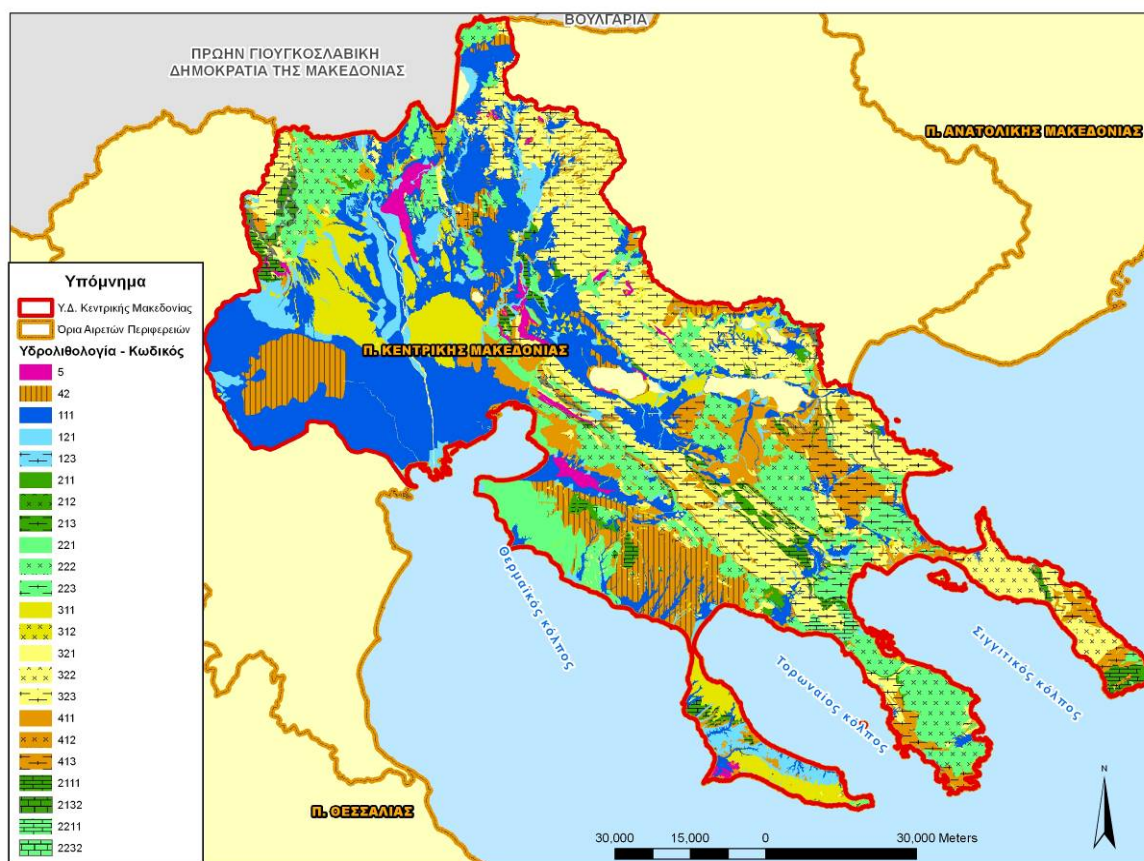 ΒΟΥΛΓΑΡΙΑ
ΠΡΩΗΝ ΓΙΟΥΓΚΟΣΛΑΒΙΚΗ
ΔΗΜΟΚΡΑΤΙΑ ΤΗΣ ΜΑΚΕΔΟΝΙΑΣ
Π. ΑΝΑΤΟΛΙΚΗΣ ΜΑΚΕΔΟΝΙΑΣ
Π. ΚΕΝΤΡΙΚΗΣ ΜΑΚΕΔΟΝΙΑΣ
Υπόμνημα
Υ.Δ. Κεντρικής Μακεδονίας
Όρια Αιρετών Περιφερειών
Υδρολιθολογία - Κωδικός
5
42
111
121
123
211
212
213
221
222
223
311
312
321
322
323
411
412
413
2111
2132
2211
2232
Θερμαϊκός κόλπος
Τορωναίος κόλπος
Σιγγιτικός κόλπος
Π. ΘΕΣΣΑΛΙΑΣ
N
30,000 15,000 0 30,000 Meters